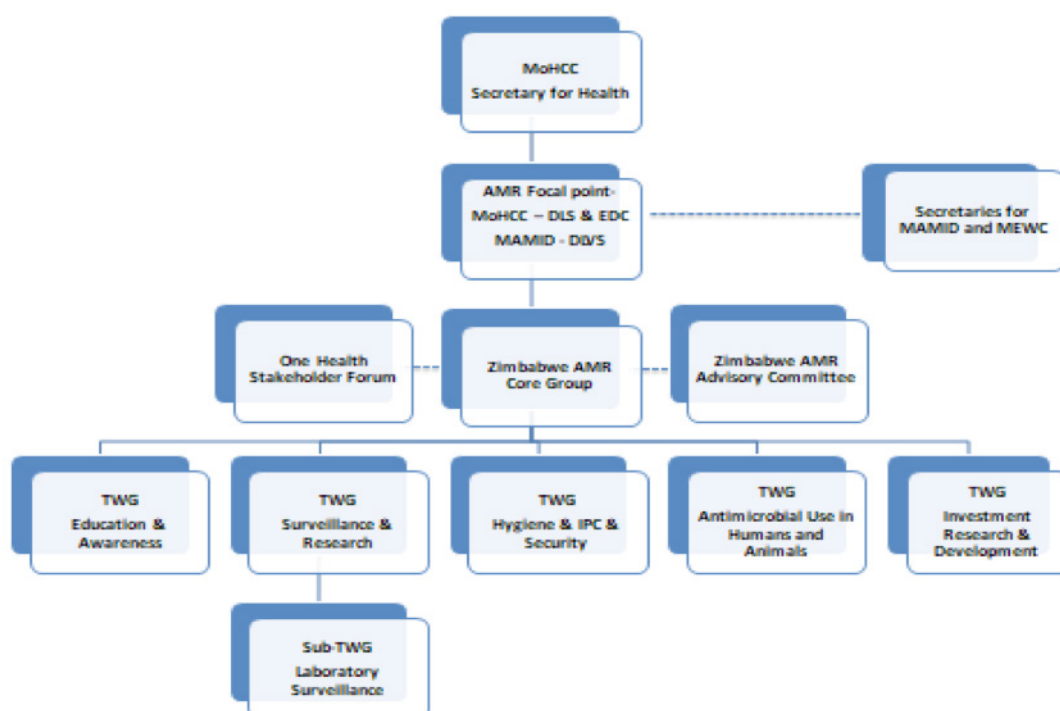 MoHCC
Secretary for Health
AMR Focal point-
MoHCC – DLS & EDC
MAMID - DLVS
Secretaries for
MAMID and MEWC
One Health
Stakeholder Forum
Zimbabwe AMR
Core Group
Zimbabwe AMR
Advisory Committee
TWG
Education &
Awareness
TWG
Surveillance &
Research
TWG
Hygiene & IPC &
Security
TWG
Antimicrobial Use in
Humans and
Animals
TWG
Investment
Research &
Development
Sub-TWG
Laboratory
Surveillance